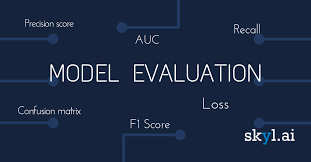 Precision score
AUC
Recall
MODEL EVALUATION
Loss
Confusion matrix
F1 Score
skyl.ai